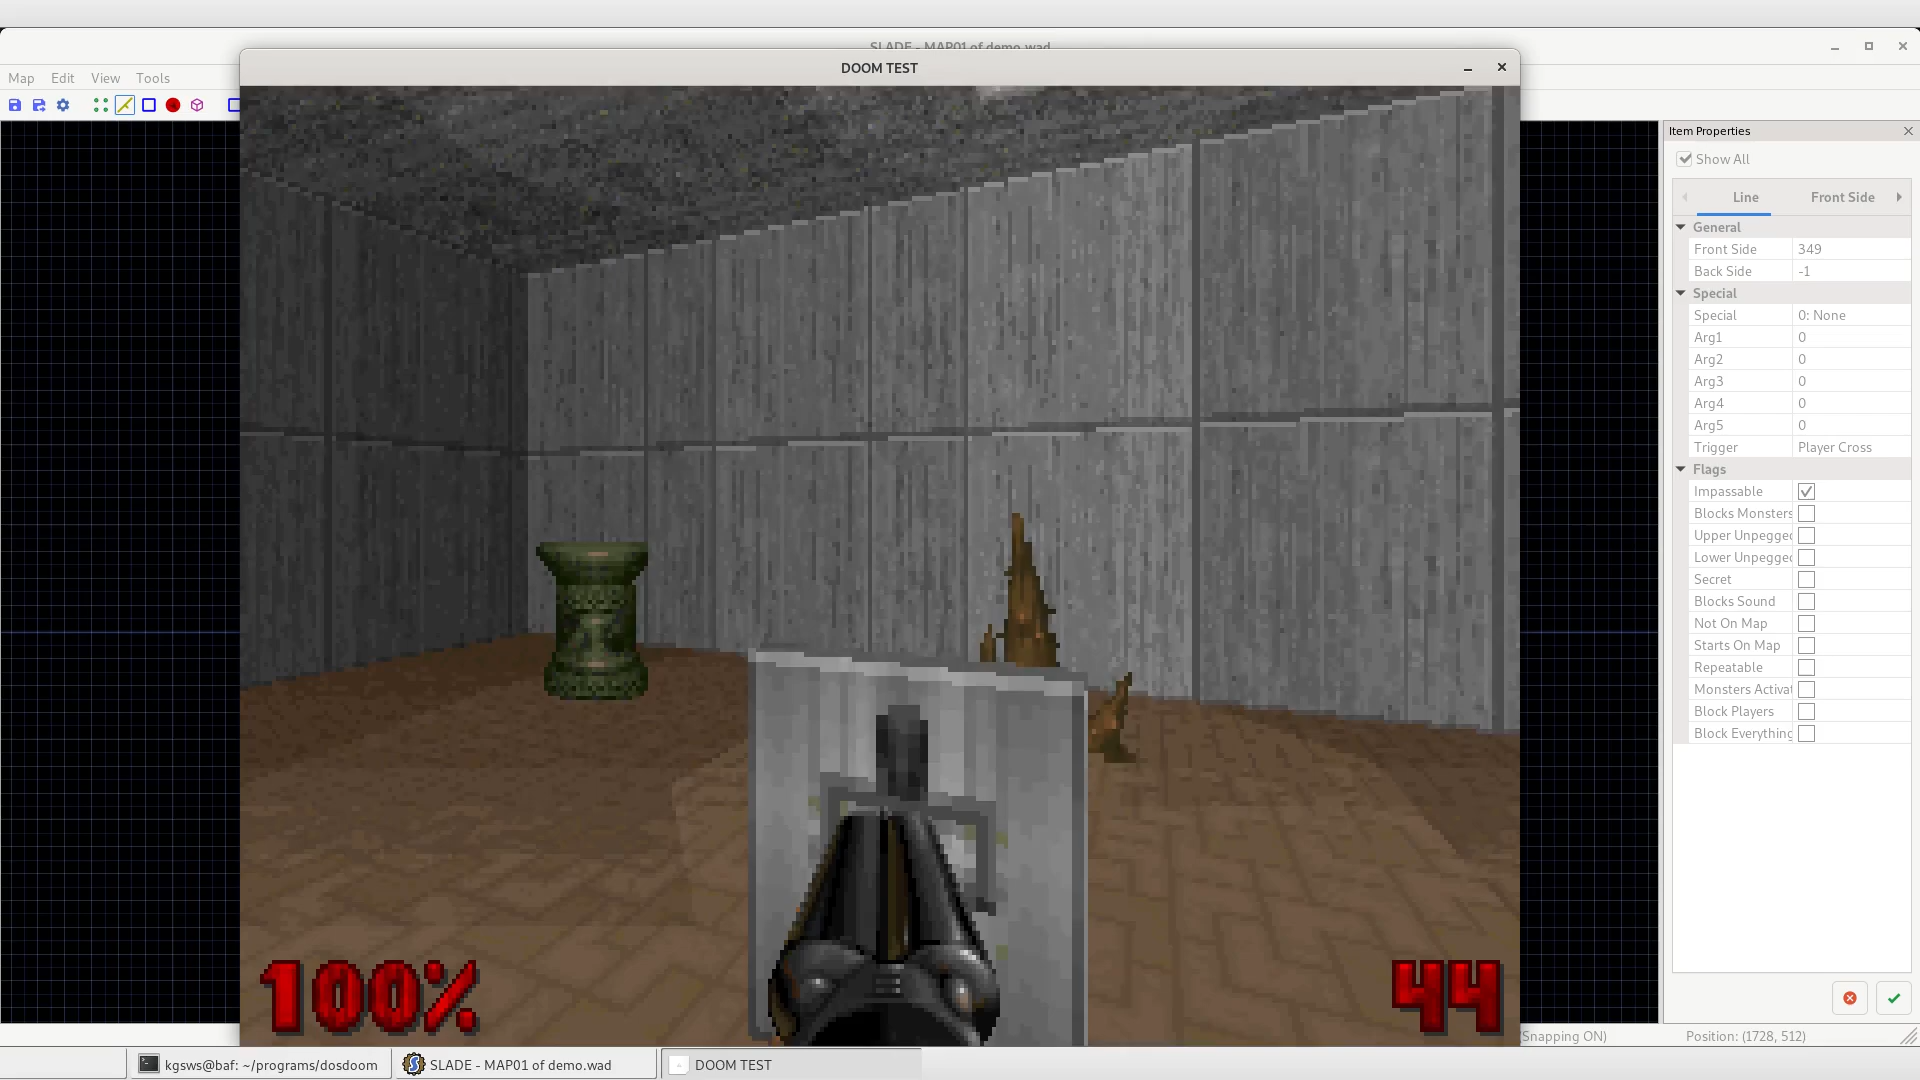 SLADE - MAP01 of demo.wad
DOOM TEST
Map Edit View Tools
Item Properties
Show All
Line Front Side
General
Front Side 349
Back Side -1
Special
Special 0: None
Arg1 0
Arg2 0
Arg3 0
Arg4 0
Arg5 0
Trigger Player Cross
Flags
Impassable
Blocks Monsters
Upper Unpegged
Lower Unpegged
Secret
Blocks Sound
Not On Map
Starts On Map
Repeatable
Monsters Activat
Block Players
Block Everything
100% 44
Snapping ON) Position: (1728, 512)
kgsws@baf: ~/programs/dosdoom SLADE - MAP01 of demo.wad DOOM TEST